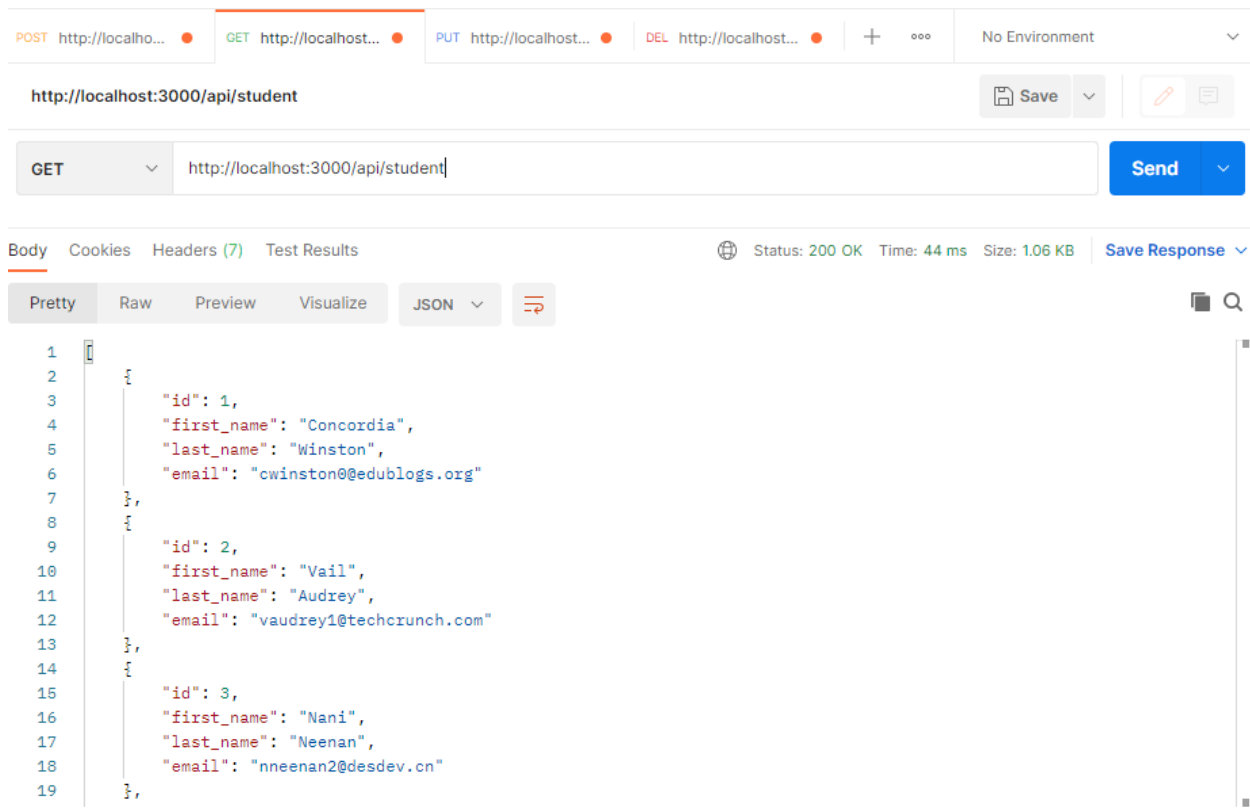 POST http://localho... GET http://localhost... PUT http://localhost... DEL http://localhost... + ooo No Environment
http://localhost:3000/api/student Save
GET http://localhost:3000/api/student Send
Body Cookies Headers (7) Test Results Status: 200 OK Time: 44 ms Size: 1.06 KB Save Response
Pretty Raw Preview Visualize JSON
1 [
2 {
3 "id": 1,
4 "first_name": "Concordia",
5 "last_name": "Winston",
6 "email": "cwinston0@edublogs.org"
7 },
8 {
9 "id": 2,
10 "first_name": "Vail",
11 "last_name": "Audrey",
12 "email": "vaudrey1@techcrunch.com"
13 },
14 {
15 "id": 3,
16 "first_name": "Nani",
17 "last_name": "Neenan",
18 "email": "nneenan2@desdev.cn"
19 },